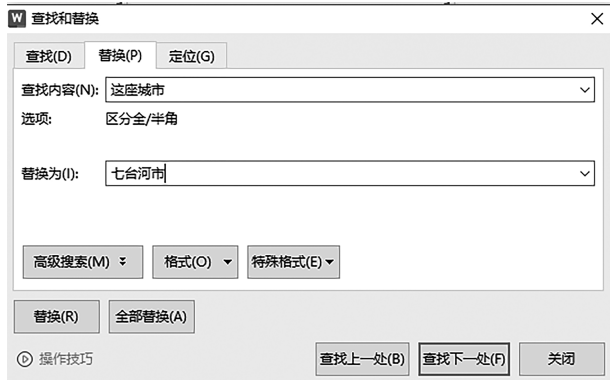 W 查找和替换
查找(D) 替换(P) 定位(G)
查找内容(N): 这座城市
选项: 区分全/半角
替换为(I): 七台河市
高级搜索(M) 格式(O) 特殊格式(E)
替换(R) 全部替换(A)
操作技巧 查找上一处(B) 查找下一处(F) 关闭